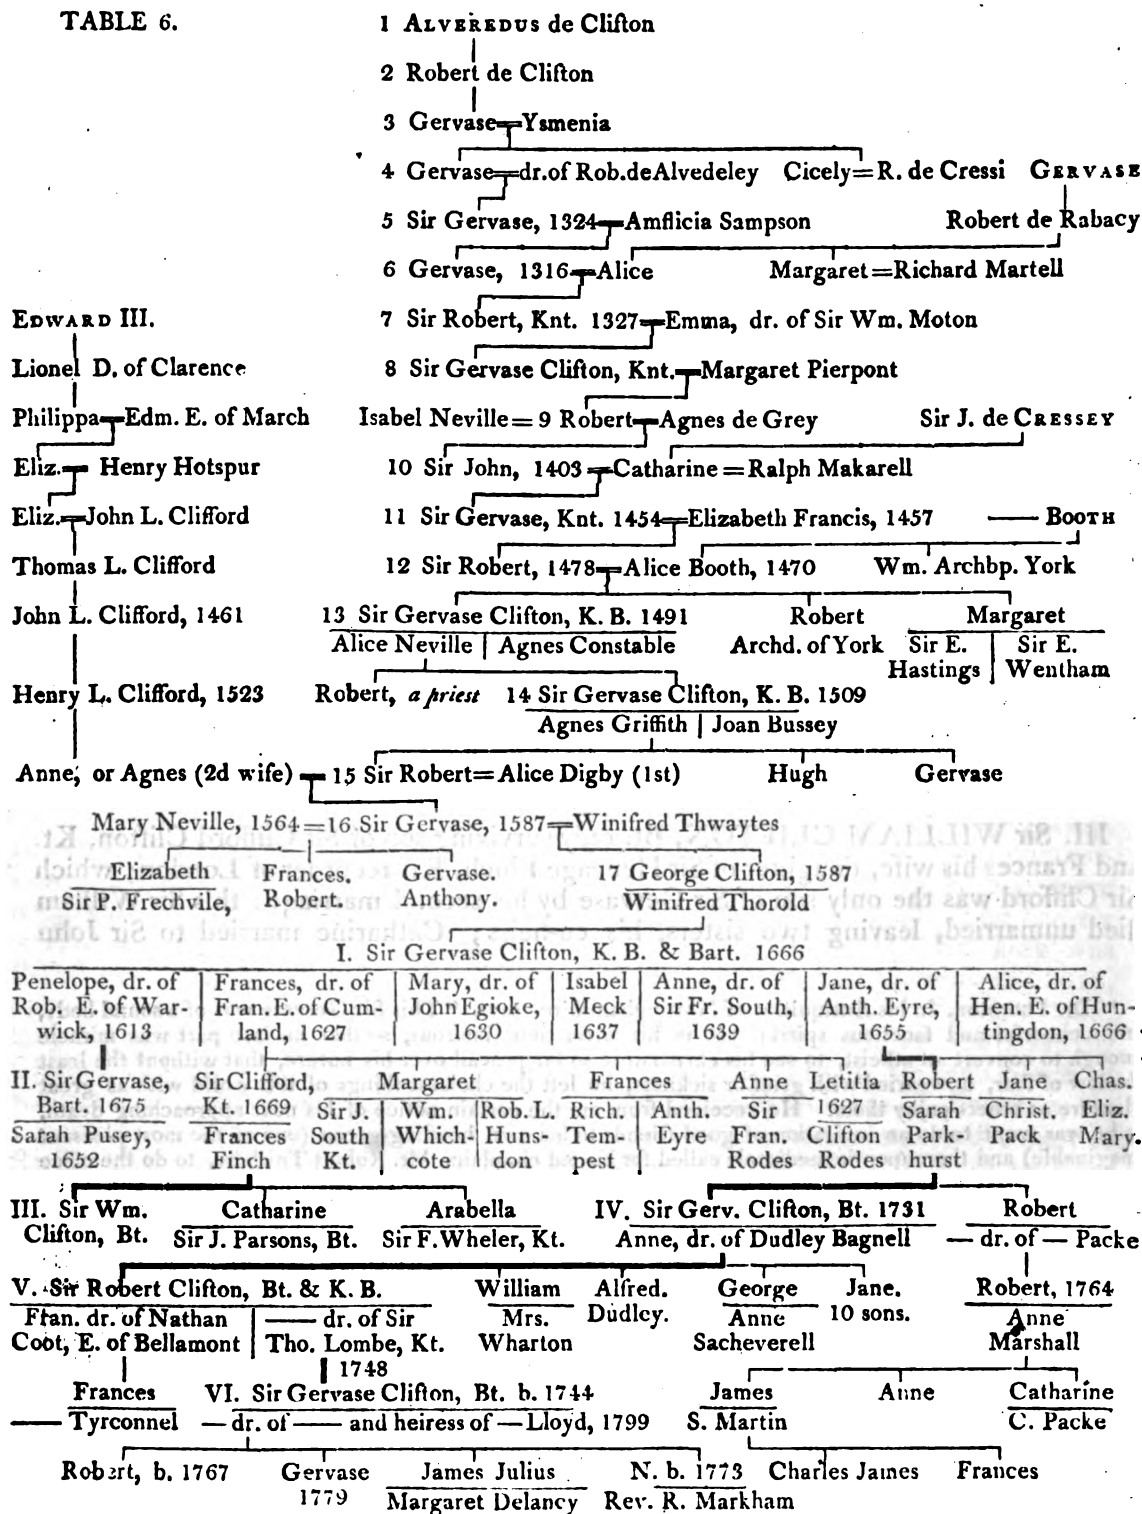 TABLE 6. 1 ALVEREDUS de Clifton
2 Robert de Clifton
3 Gervase=Ysmenia
4 Gervase=dr.of Rob.de Alvedeley Cicely=R. de Cressi GERVASE
5 Sir Gervase, 1324=Amflicia Sampson Robert de Rabacy
6 Gervase, 1316=Alice Margaret=Richard Martell
EDWARD III. 7 Sir Robert, Knt. 1327=Emma, dr. of Sir Wm. Moton
Lionel D. of Clarence 8 Sir Gervase Clifton, Knt.=Margaret Pierpont
Philippa=Edm. E. of March Isabel Neville=9 Robert=Agnes de Grey Sir J. de CRESSEY
Eliz.= Henry Hotspur 10 Sir John, 1403=Catharine=Ralph Makarell
Eliz.=John L. Clifford 11 Sir Gervase, Knt. 1454=Elizabeth Francis, 1457 —— BOOTH
Thomas L. Clifford 12 Sir Robert, 1478=Alice Booth, 1470 Wm. Archbp. York
John L. Clifford, 1461 13 Sir Gervase Clifton, K. B. 1491 Robert Margaret
Alice Neville | Agnes Constable Archd. of York Sir E. | Sir E.
Hastings | Wentham
Henry L. Clifford, 1523 Robert, a priest 14 Sir Gervase Clifton, K. B. 1509
Agnes Griffith | Joan Bussey
Anne, or Agnes (2d wife)=15 Sir Robert=Alice Digby (1st) Hugh Gervase
Mary Neville, 1564=16 Sir Gervase, 1587=Winifred Thwaytes
Elizabeth Frances. Gervase. 17 George Clifton, 1587
Sir P. Frechvile, Robert. Anthony. Winifred Thorold
I. Sir Gervase Clifton, K. B. & Bart. 1666
Penelope, dr. of | Frances, dr. of | Mary, dr. of | Isabel | Anne, dr. of | Jane, dr. of | Alice, dr. of
Rob. E. of War- | Fran. E. of Cum- | John Egioke, | Meck | Sir Fr. South, | Anth. Eyre, | Hen. E. of Hun-
wick, 1613 | land, 1627 | 1630 | 1637 | 1639 | 1655 | tingdon, 1666
II. Sir Gervase, Sir Clifford, Margaret Frances Anne Letitia Robert Jane Chas.
Bart. 1675 Kt. 1669 Sir J. | Wm. | Rob. L. Rich. | Anth. Sir 1627 Sarah Christ. Eliz.
Sarah Pusey, Frances South | Which- | Huns- Tem- | Eyre Fran. Clifton Park- Pack Mary.
1652 Finch Kt. | cote | don pest | Rodes Rodes hurst
III. Sir Wm. Catharine Arabella IV. Sir Gerv. Clifton, Bt. 1731 Robert
Clifton, Bt. Sir J. Parsons, Bt. Sir F. Wheler, Kt. Anne, dr. of Dudley Bagnell — dr. of — Packe
V. Sir Robert Clifton, Bt. & K. B. William Alfred. George Jane. Robert, 1764
Fran. dr. of Nathan | —— dr. of Sir Mrs. Dudley. Anne 10 sons. Anne
Coot, E. of Bellamont | Tho. Lombe, Kt. Wharton Sacheverell Marshall
1748
Frances VI. Sir Gervase Clifton, Bt. b. 1744 James Anne Catharine
—— Tyrconnel — dr. of —— and heiress of — Lloyd, 1799 S. Martin C. Packe
Robert, b. 1767 Gervase James Julius N. b. 1773 Charles James Frances
1779 Margaret Delancy Rev. R. Markham